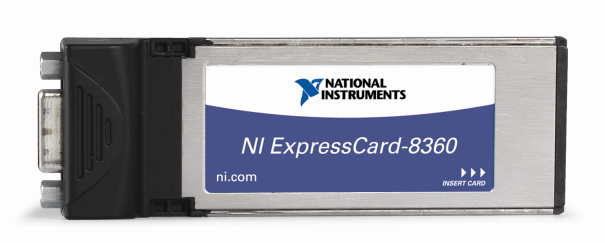 NATIONAL
INSTRUMENTS
NI ExpressCard-8360
ni.com
INSERT CARD